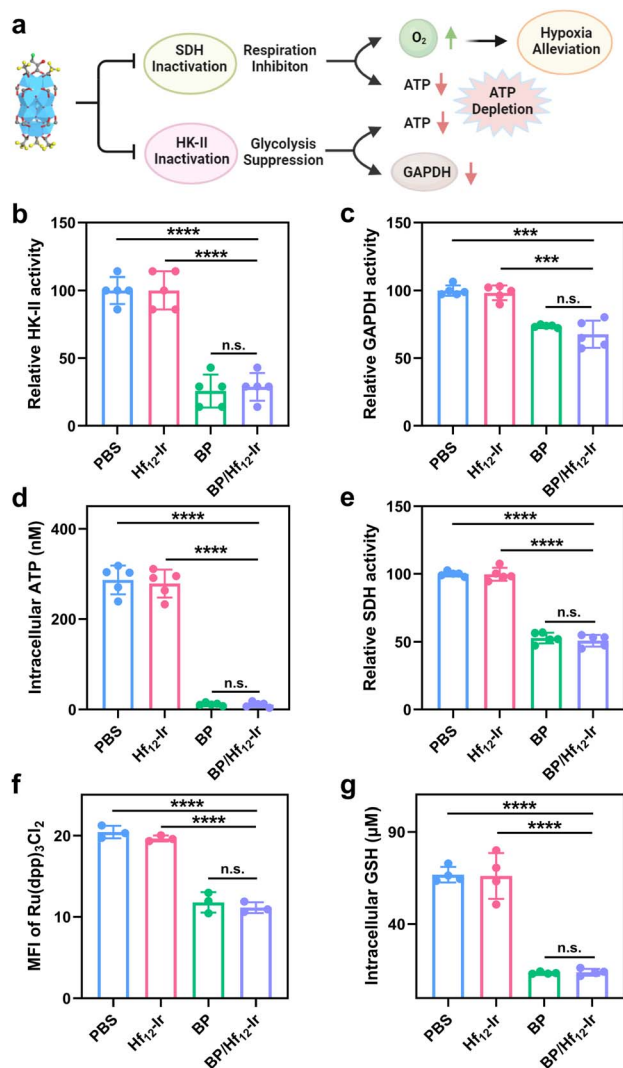 a
SDH
Inactivation
Respiration
Inhibiton
O₂
Hypoxia
Alleviation
ATP
ATP
Depletion
HK-II
Inactivation
Glycolysis
Suppression
ATP
GAPDH
b
Relative HK-II activity
150
100
50
0
****
****
n.s.
PBS
Hf₁₂-Ir
BP
BP/Hf₁₂-Ir
c
Relative GAPDH activity
150
100
50
0
***
***
n.s.
PBS
Hf₁₂-Ir
BP
BP/Hf₁₂-Ir
d
Intracellular ATP (nM)
400
200
0
****
****
n.s.
PBS
Hf₁₂-Ir
BP
BP/Hf₁₂-Ir
e
Relative SDH activity
150
100
50
0
****
****
n.s.
PBS
Hf₁₂-Ir
BP
BP/Hf₁₂-Ir
f
MFI of Ru(dpp)₃Cl₂
20
10
0
****
****
n.s.
PBS
Hf₁₂-Ir
BP
BP/Hf₁₂-Ir
g
Intracellular GSH (μM)
90
40
****
****
n.s.
PBS
Hf₁₂-Ir
BP
BP/Hf₁₂-Ir